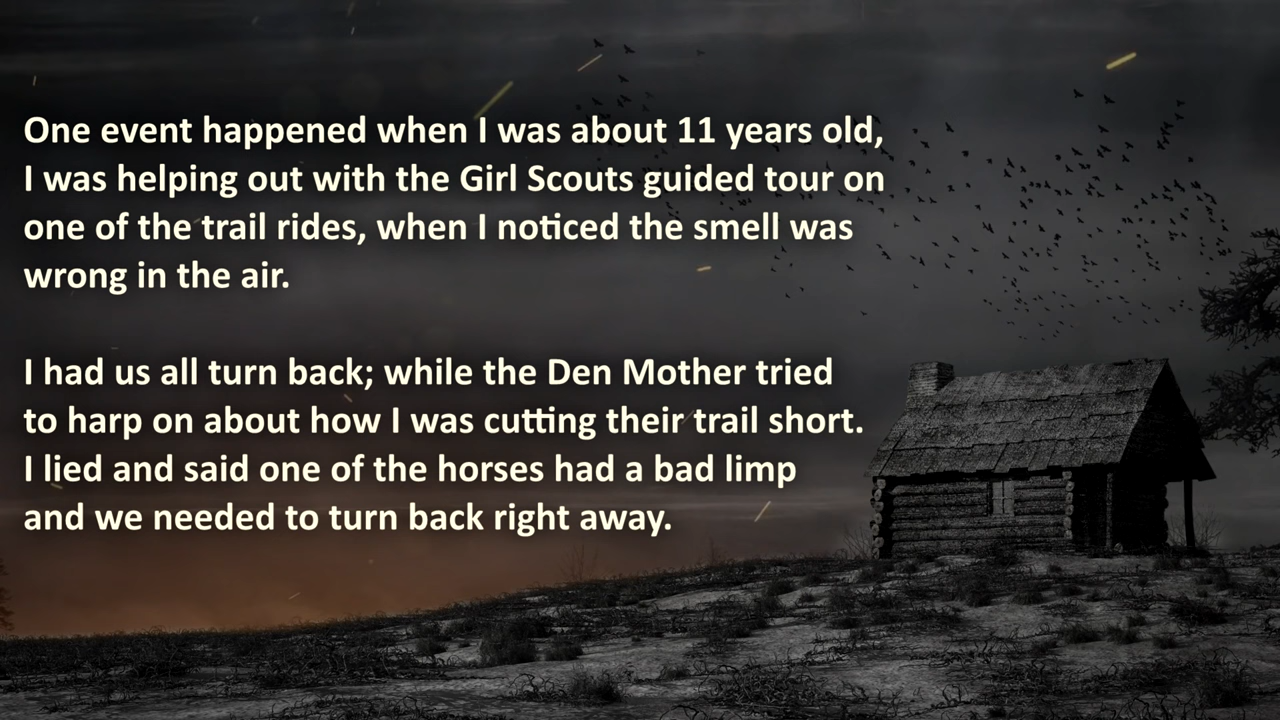 One event happened when I was about 11 years old,
I was helping out with the Girl Scouts guided tour on
one of the trail rides, when I noticed the smell was
wrong in the air.
I had us all turn back; while the Den Mother tried
to harp on about how I was cutting their trail short.
I lied and said one of the horses had a bad limp
and we needed to turn back right away.